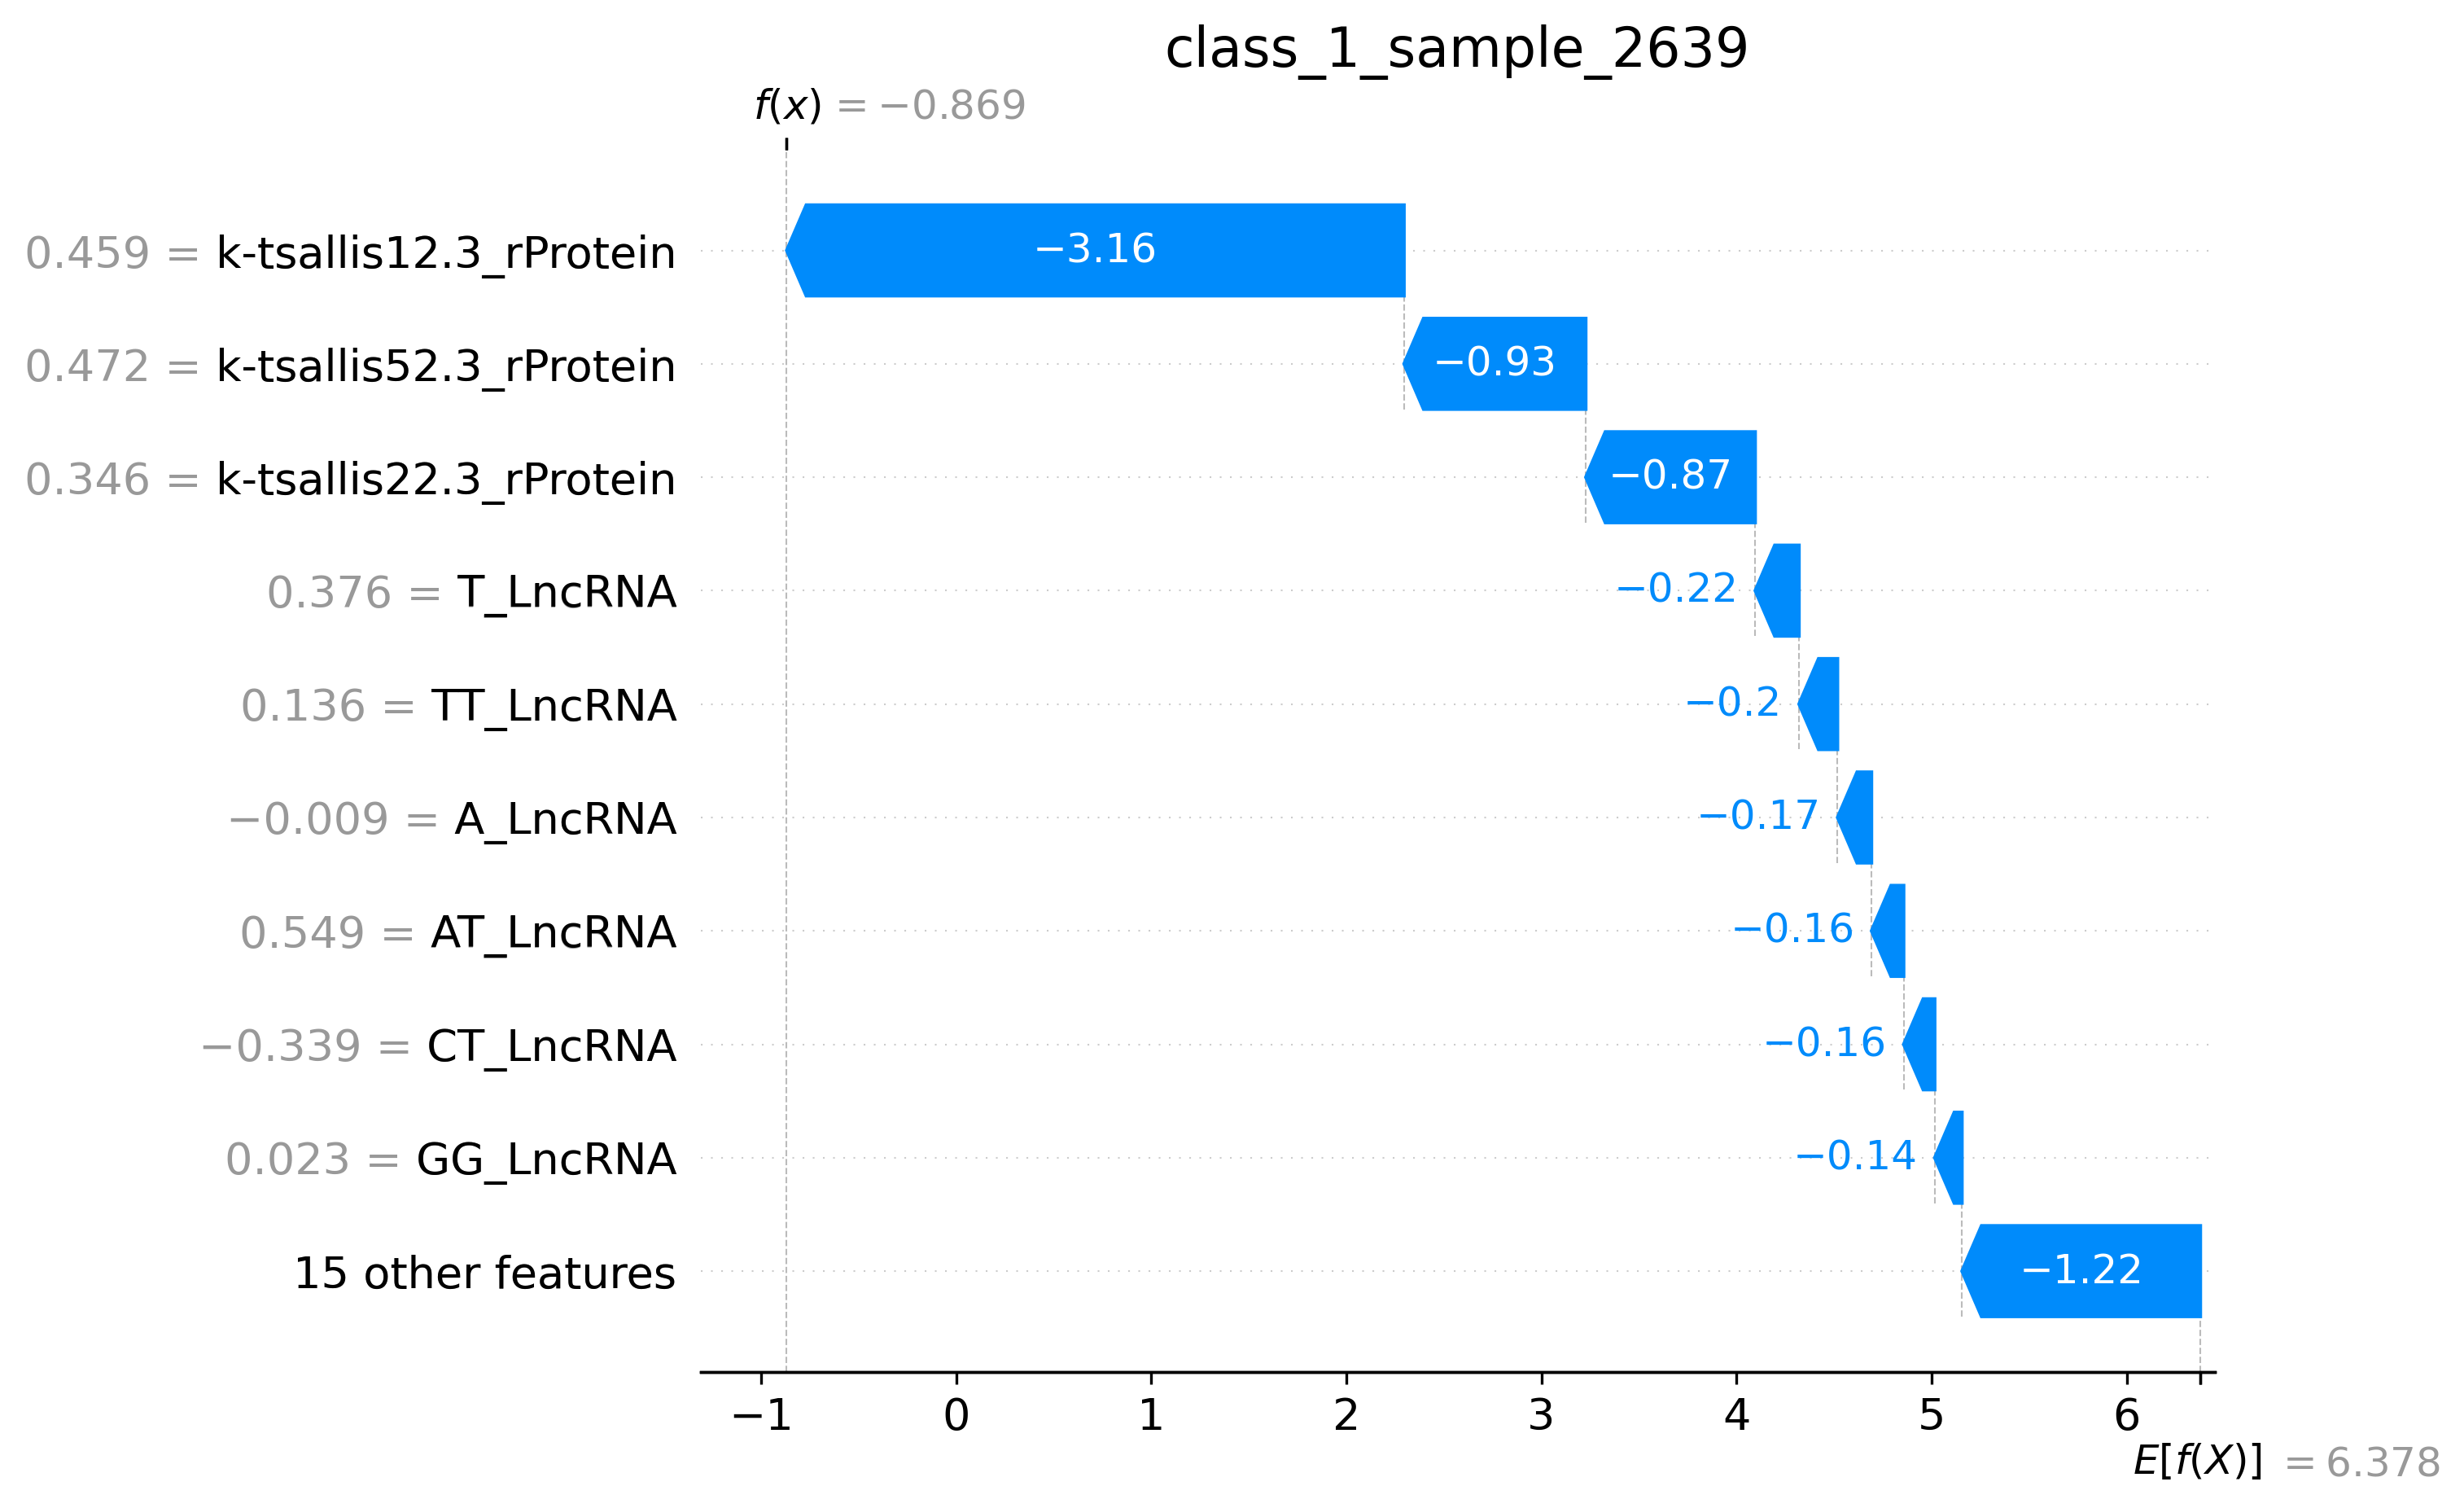 class_1_sample_2639
f(x) = −0.869
0.459 = k-tsallis12.3_rProtein −3.16
0.472 = k-tsallis52.3_rProtein −0.93
0.346 = k-tsallis22.3_rProtein −0.87
0.376 = T_LncRNA −0.22
0.136 = TT_LncRNA −0.2
−0.009 = A_LncRNA −0.17
0.549 = AT_LncRNA −0.16
−0.339 = CT_LncRNA −0.16
0.023 = GG_LncRNA −0.14
15 other features −1.22
−1 0 1 2 3 4 5 6
E[f(X)] = 6.378